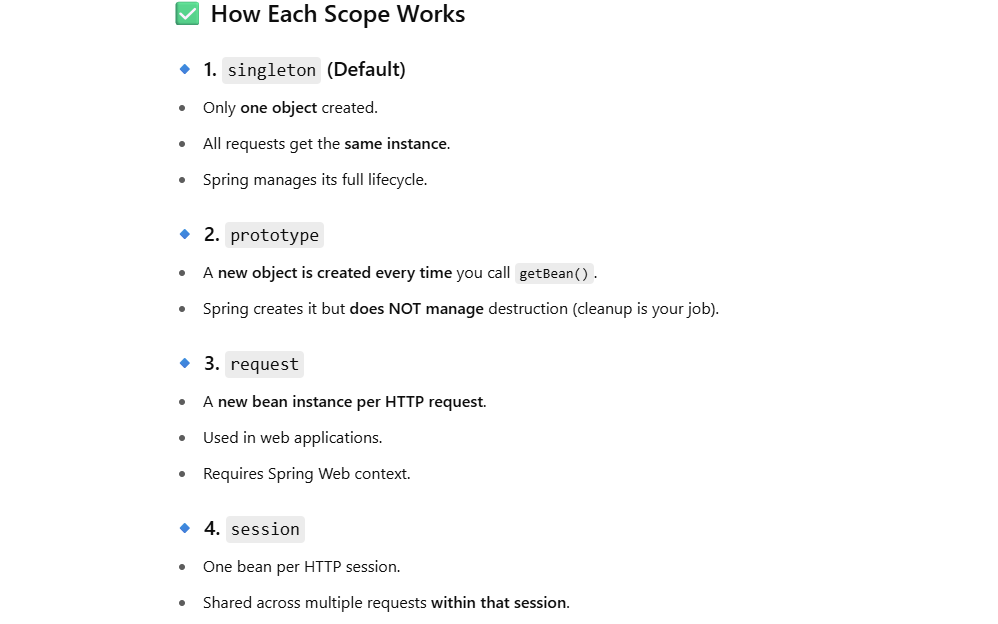 ✅ How Each Scope Works
🔹 1. singleton (Default)
• Only one object created.
• All requests get the same instance.
• Spring manages its full lifecycle.
🔹 2. prototype
• A new object is created every time you call getBean().
• Spring creates it but does NOT manage destruction (cleanup is your job).
🔹 3. request
• A new bean instance per HTTP request.
• Used in web applications.
• Requires Spring Web context.
🔹 4. session
• One bean per HTTP session.
• Shared across multiple requests within that session.